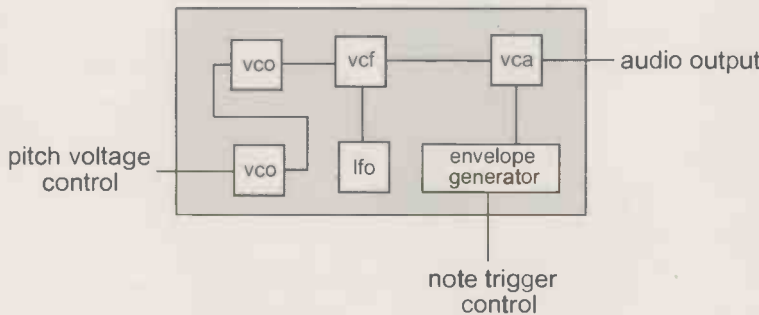 vco
vcf
vca
audio output
pitch voltage
control
vco
lfo
envelope
generator
note trigger
control